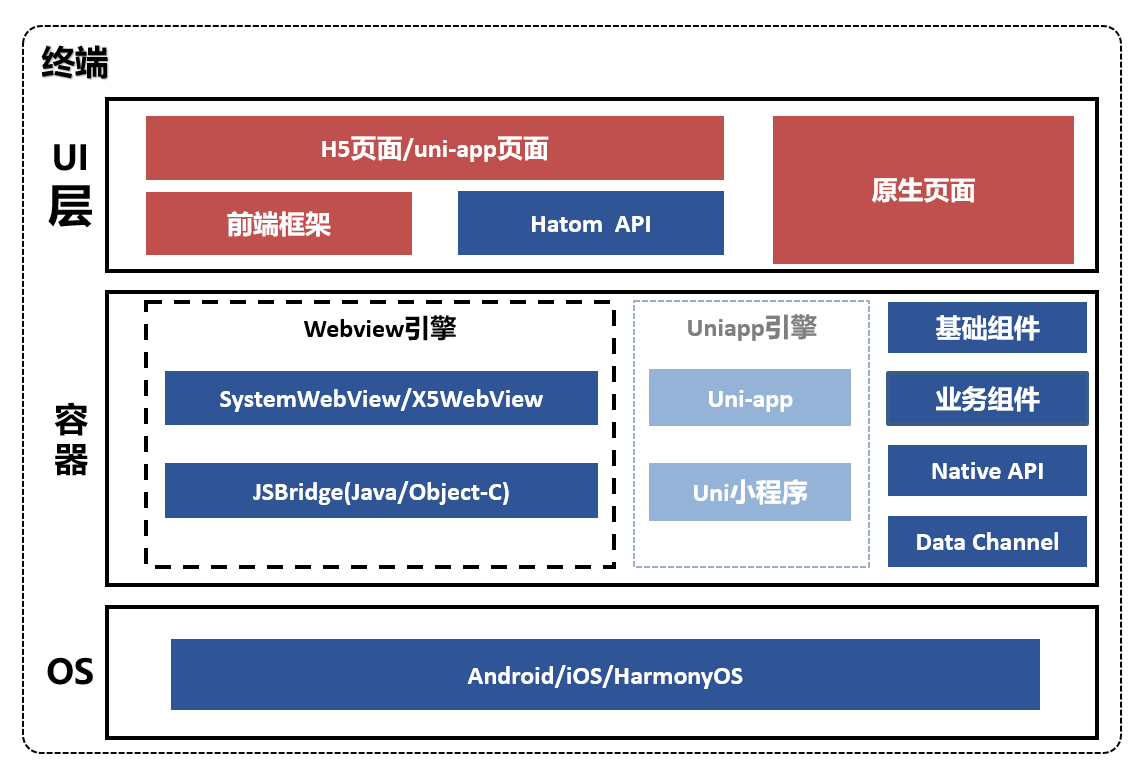 终端
UI
层
H5页面/uni-app页面
前端框架
Hatom API
原生页面
容
器
Webview引擎
SystemWebView/X5WebView
JSBridge(Java/Object-C)
Uniapp引擎
Uni-app
Uni小程序
基础组件
业务组件
Native API
Data Channel
OS
Android/iOS/HarmonyOS